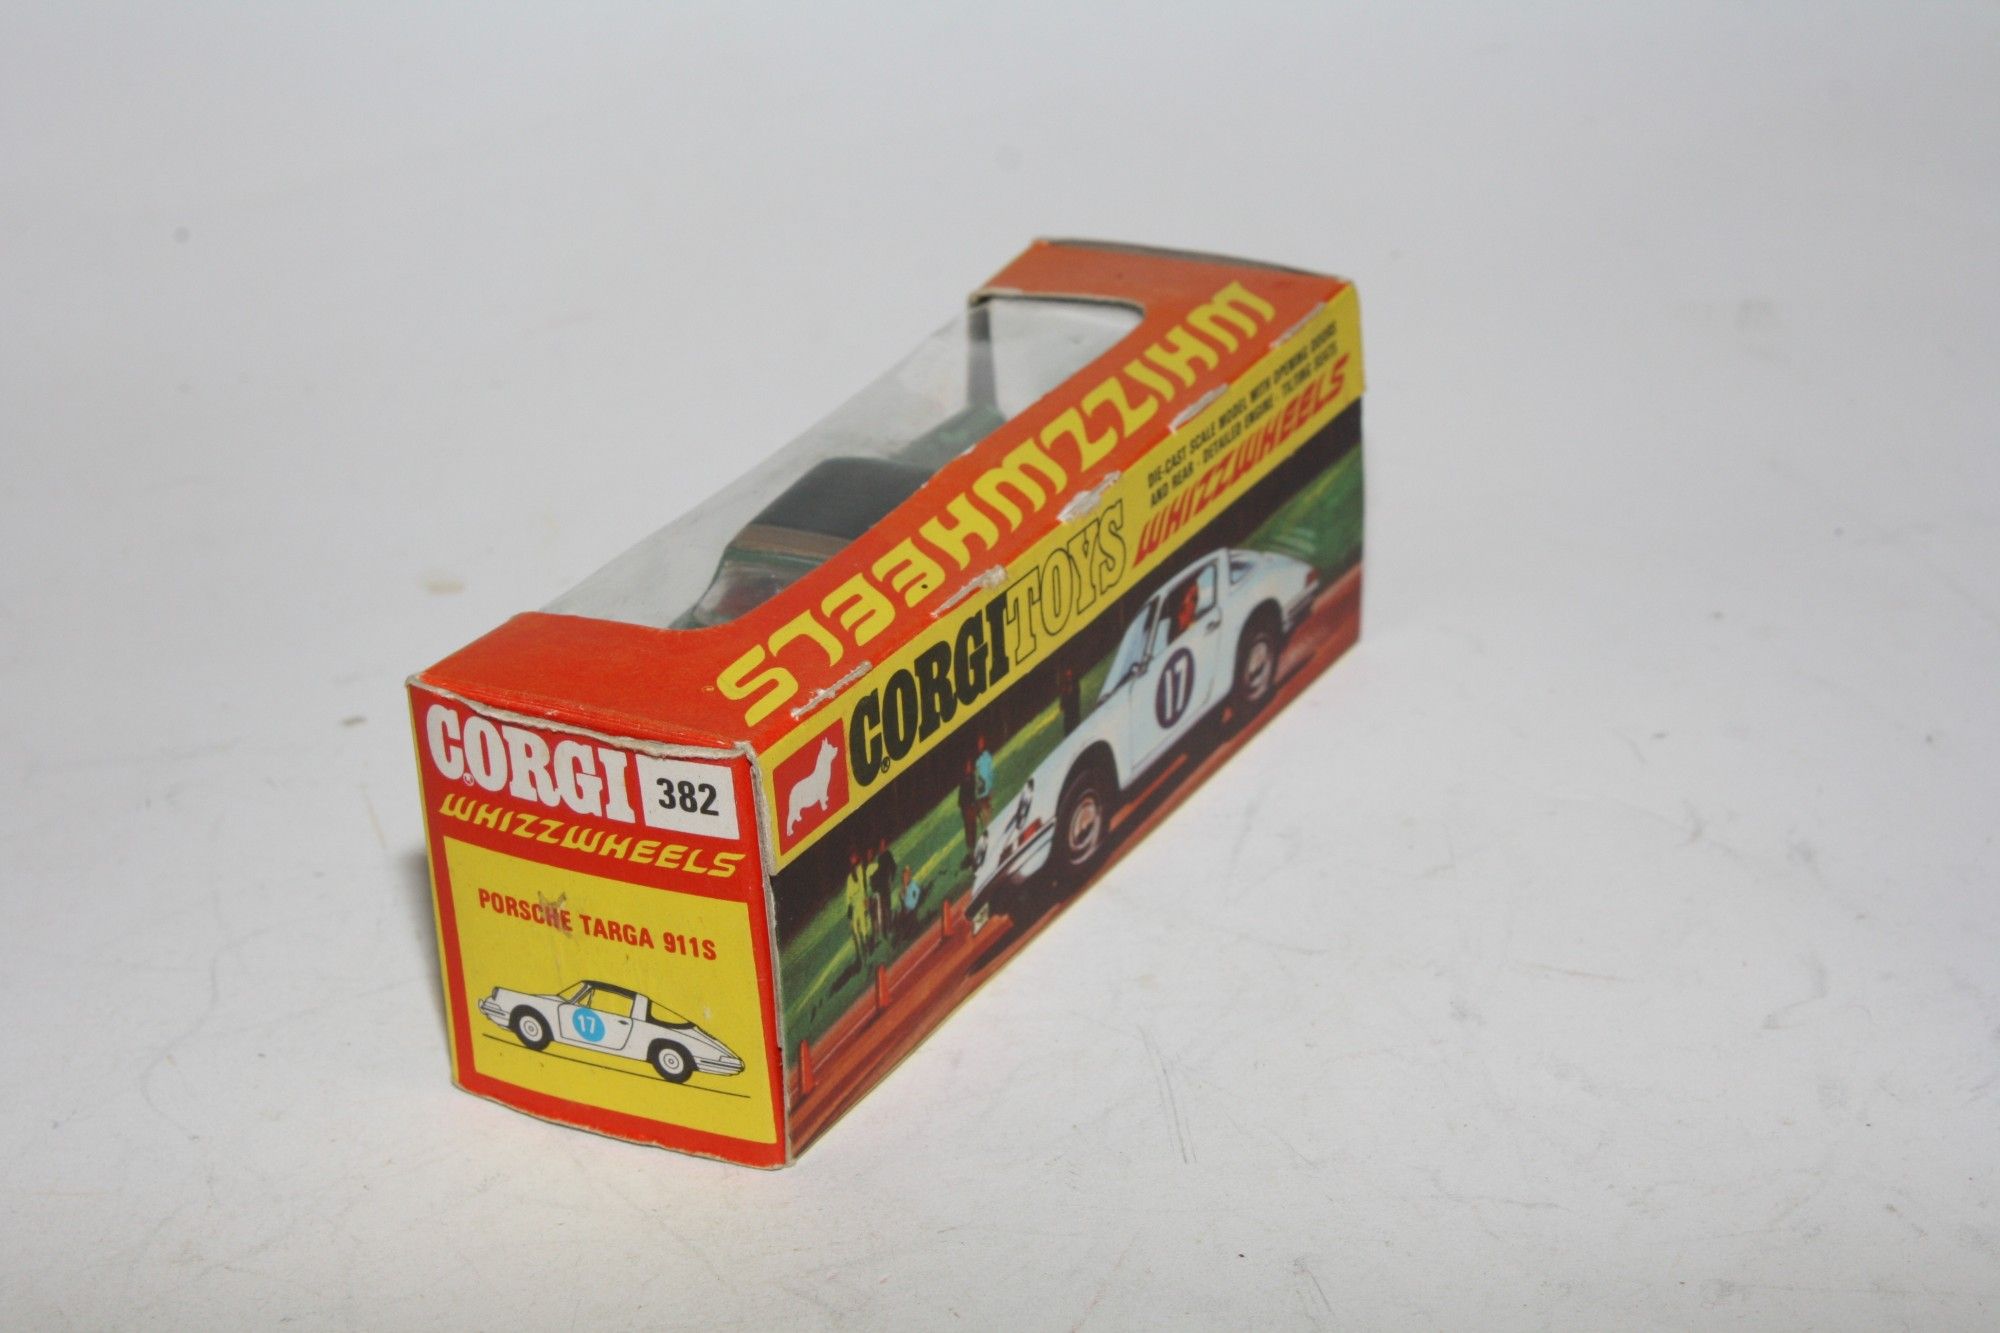 WHIZZWHEELS
DIE-CAST SCALE MODEL WITH OPENING DOORS
AND REAR · DETAILED ENGINE · TILTING SEATS
CORGI TOYS WHIZZWHEELS
17
CORGI® 382
WHIZZWHEELS
PORSCHE TARGA 911S
17